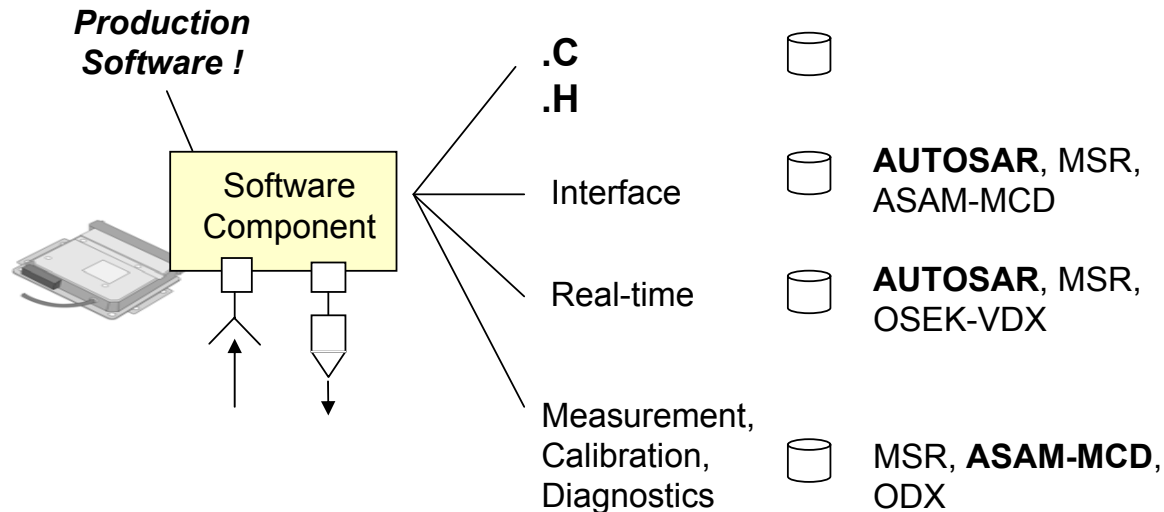 Production
Software !
Software
Component
.C
.H
Interface
AUTOSAR, MSR,
ASAM-MCD
Real-time
AUTOSAR, MSR,
OSEK-VDX
Measurement,
Calibration,
Diagnostics
MSR, ASAM-MCD,
ODX